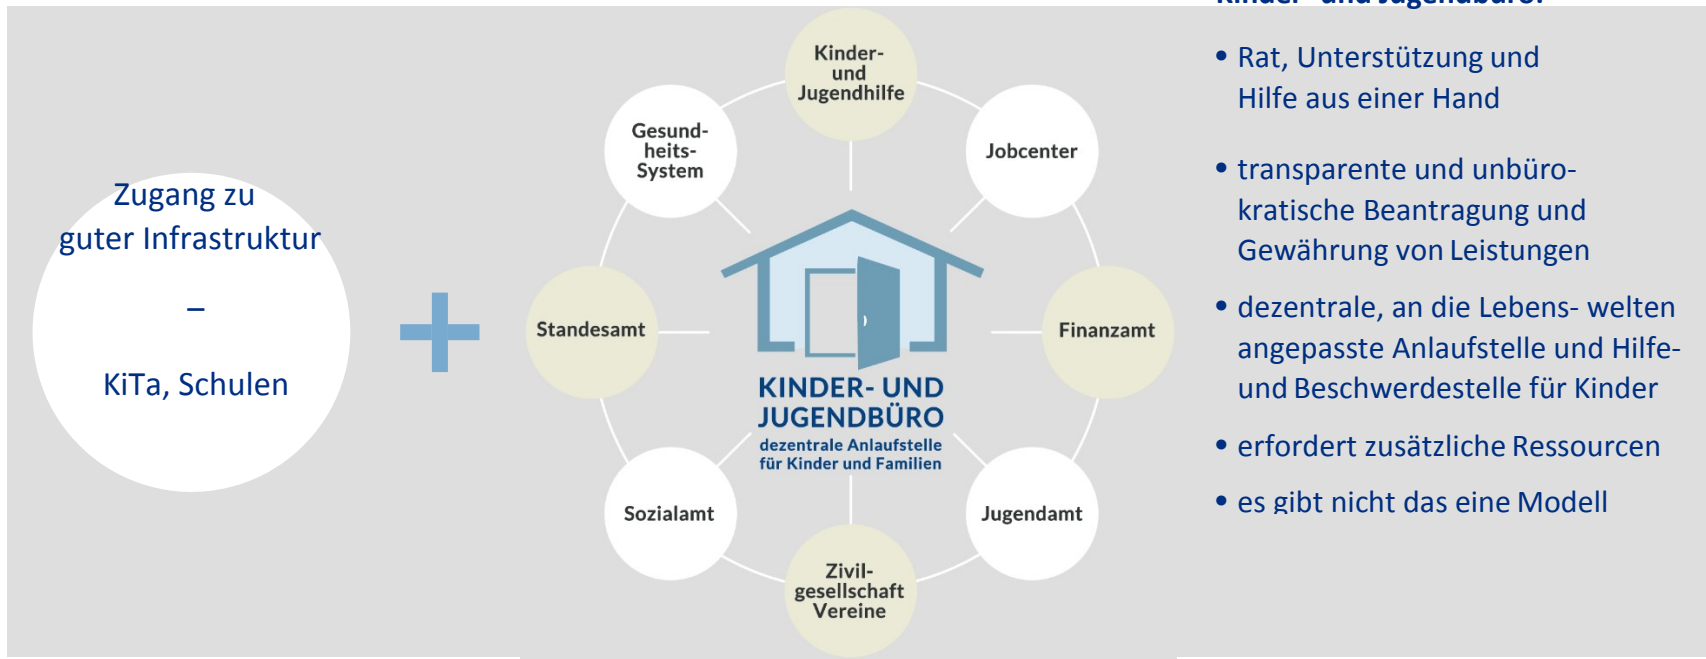 Zugang zu
guter Infrastruktur
–
KiTa, Schulen
Kinder-
und
Jugendhilfe
Gesund-
heits-
System
Jobcenter
Standesamt
Finanzamt
KINDER- UND
JUGENDBÜRO
dezentrale Anlaufstelle
für Kinder und Familien
Sozialamt
Jugendamt
Zivil-
gesellschaft
Vereine
Kinder- und Jugendbüro:
• Rat, Unterstützung und
Hilfe aus einer Hand
• transparente und unbüro-
kratische Beantragung und
Gewährung von Leistungen
• dezentrale, an die Lebens- welten
angepasste Anlaufstelle und Hilfe-
und Beschwerdestelle für Kinder
• erfordert zusätzliche Ressourcen
• es gibt nicht das eine Modell